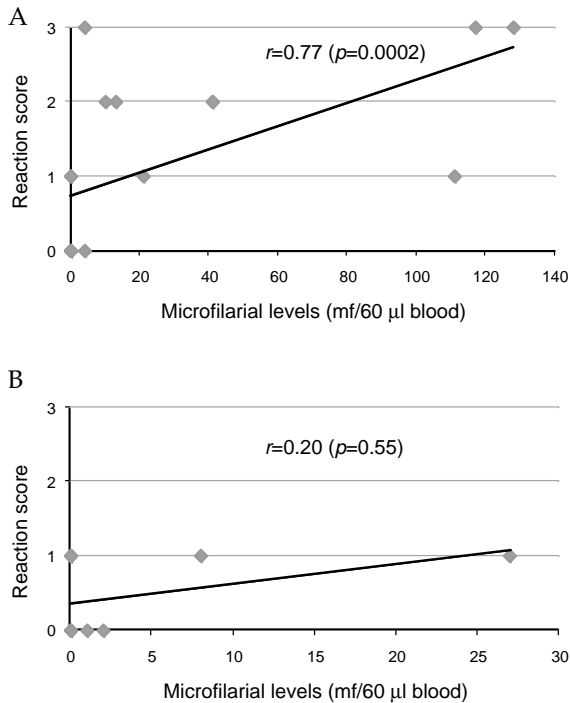 A
3
2
1
0
Reaction score
r=0.77 (p=0.0002)
0 20 40 60 80 100 120 140
Microfilarial levels (mf/60 μl blood)
B
3
2
1
0
Reaction score
r=0.20 (p=0.55)
0 5 10 15 20 25 30
Microfilarial levels (mf/60 μl blood)